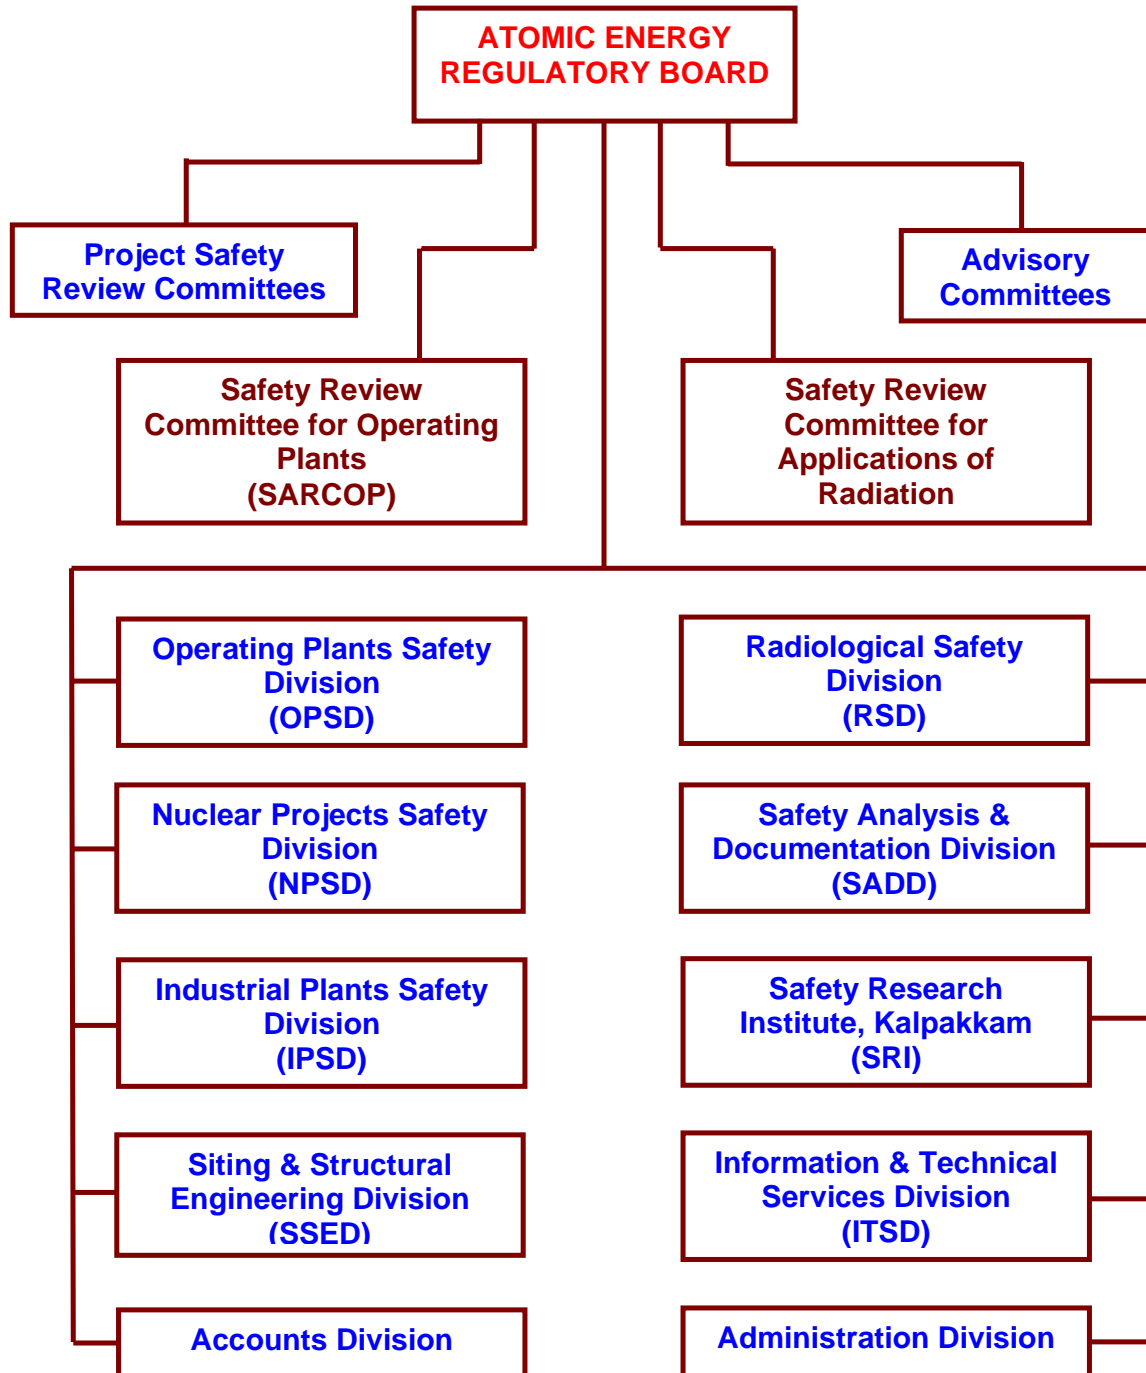 ATOMIC ENERGY
REGULATORY BOARD
Project Safety
Review Committees
Advisory
Committees
Safety Review
Committee for Operating
Plants
(SARCOP)
Safety Review
Committee for
Applications of
Radiation
Operating Plants Safety
Division
(OPSD)
Radiological Safety
Division
(RSD)
Nuclear Projects Safety
Division
(NPSD)
Safety Analysis &
Documentation Division
(SADD)
Industrial Plants Safety
Division
(IPSD)
Safety Research
Institute, Kalpakkam
(SRI)
Siting & Structural
Engineering Division
(SSED)
Information & Technical
Services Division
(ITSD)
Accounts Division
Administration Division